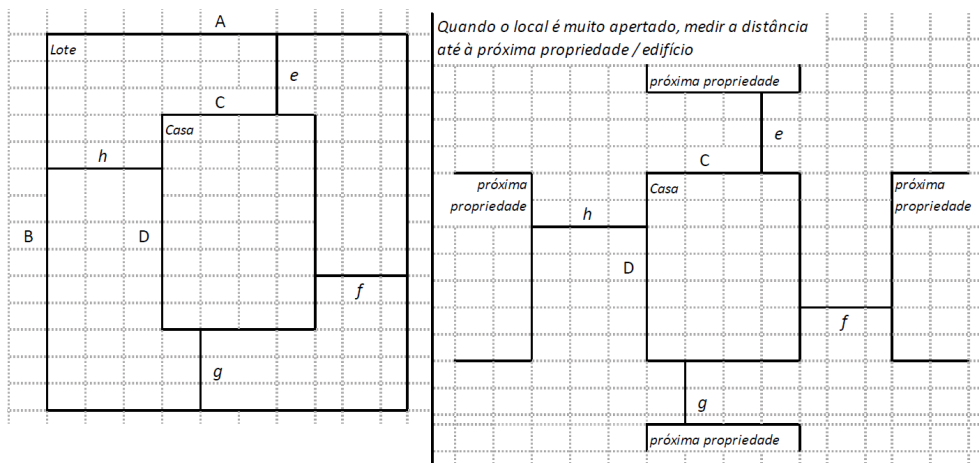 A
Lote
e
C
Casa
h
B
D
f
g
Quando o local é muito apertado, medir a distância
até à próxima propriedade / edifício
próxima propriedade
e
C
próxima
propriedade
Casa
próxima
propriedade
h
D
f
g
próxima propriedade